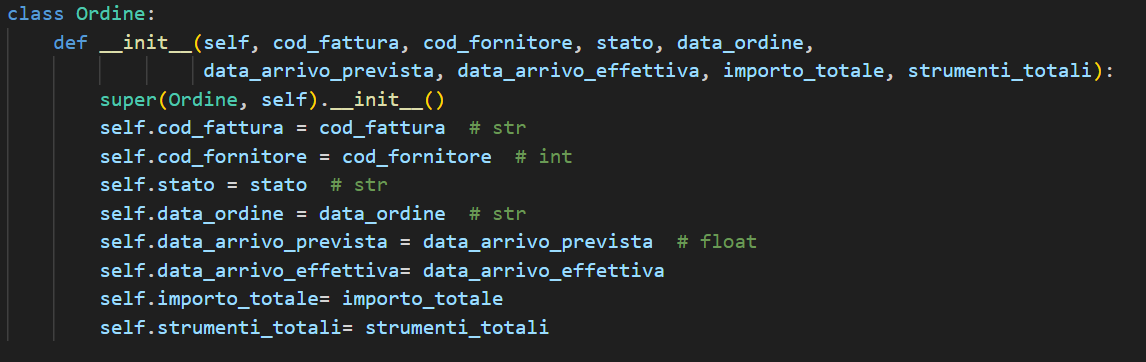 class Ordine:
    def __init__(self, cod_fattura, cod_fornitore, stato, data_ordine,
                 data_arrivo_prevista, data_arrivo_effettiva, importo_totale, strumenti_totali):
        super(Ordine, self).__init__()
        self.cod_fattura = cod_fattura  # str
        self.cod_fornitore = cod_fornitore  # int
        self.stato = stato  # str
        self.data_ordine = data_ordine  # str
        self.data_arrivo_prevista = data_arrivo_prevista  # float
        self.data_arrivo_effettiva= data_arrivo_effettiva
        self.importo_totale= importo_totale
        self.strumenti_totali= strumenti_totali